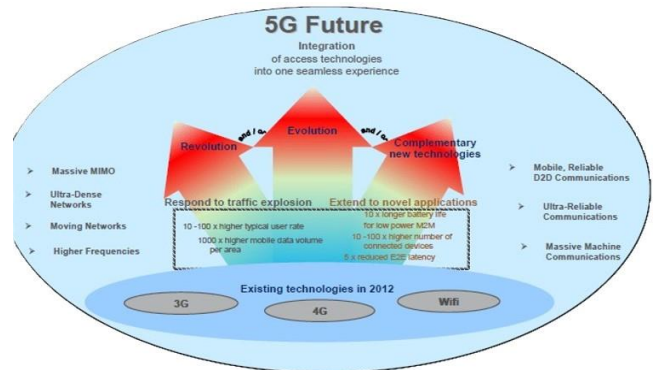 5G Future
Integration
of access technologies
into one seamless experience
and / or
Evolution
and / or
Revolution
Complementary
new technologies
Massive MIMO
Ultra-Dense
Networks
Moving Networks
Higher Frequencies
Mobile, Reliable
D2D Communications
Ultra-Reliable
Communications
Massive Machine
Communications
Respond to traffic explosion
10 -100 x higher typical user rate
1000 x higher mobile data volume
per area
Extend to novel applications
10 x longer battery life
for low power M2M
10 -100 x higher number of
connected devices
5 x reduced E2E latency
Existing technologies in 2012
3G
4G
Wifi